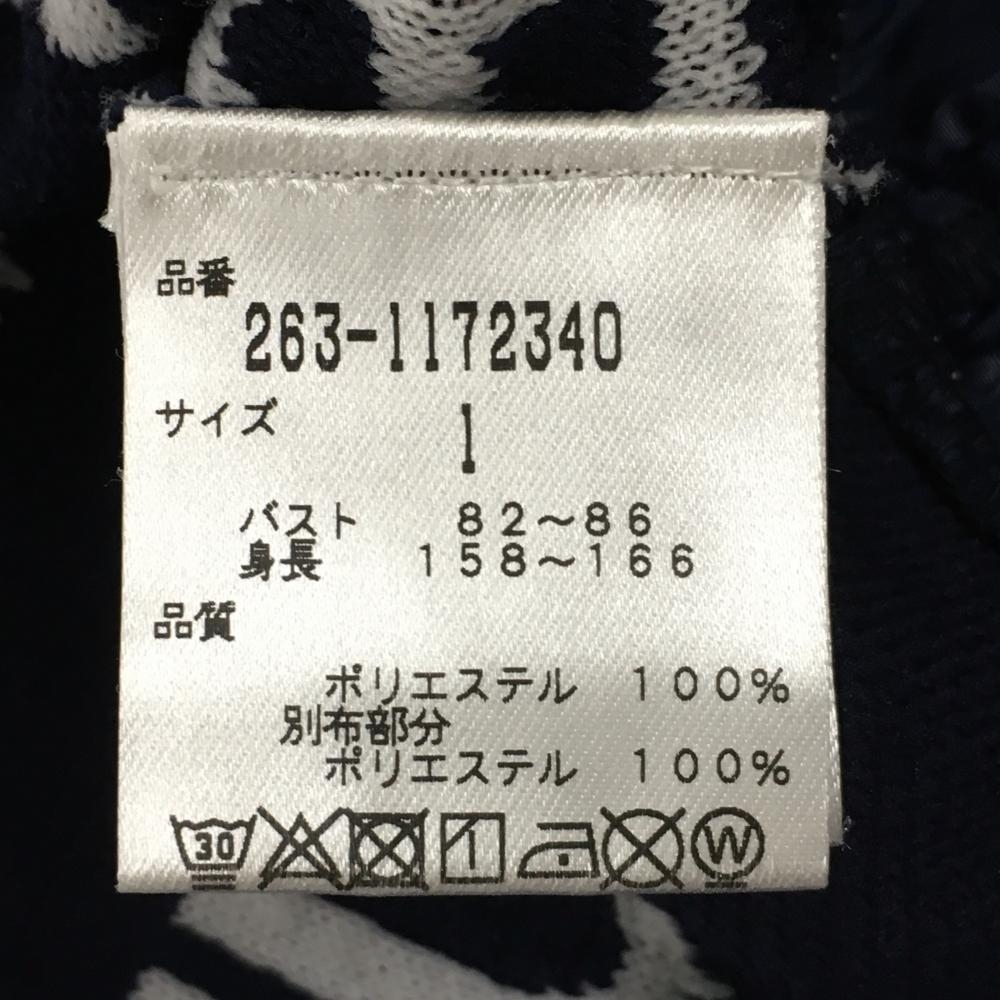 品番
263-1172340
サイズ 1
バスト 82～86
身長 158～166
品質
ポリエステル 100%
別布部分
ポリエステル 100%
30 W